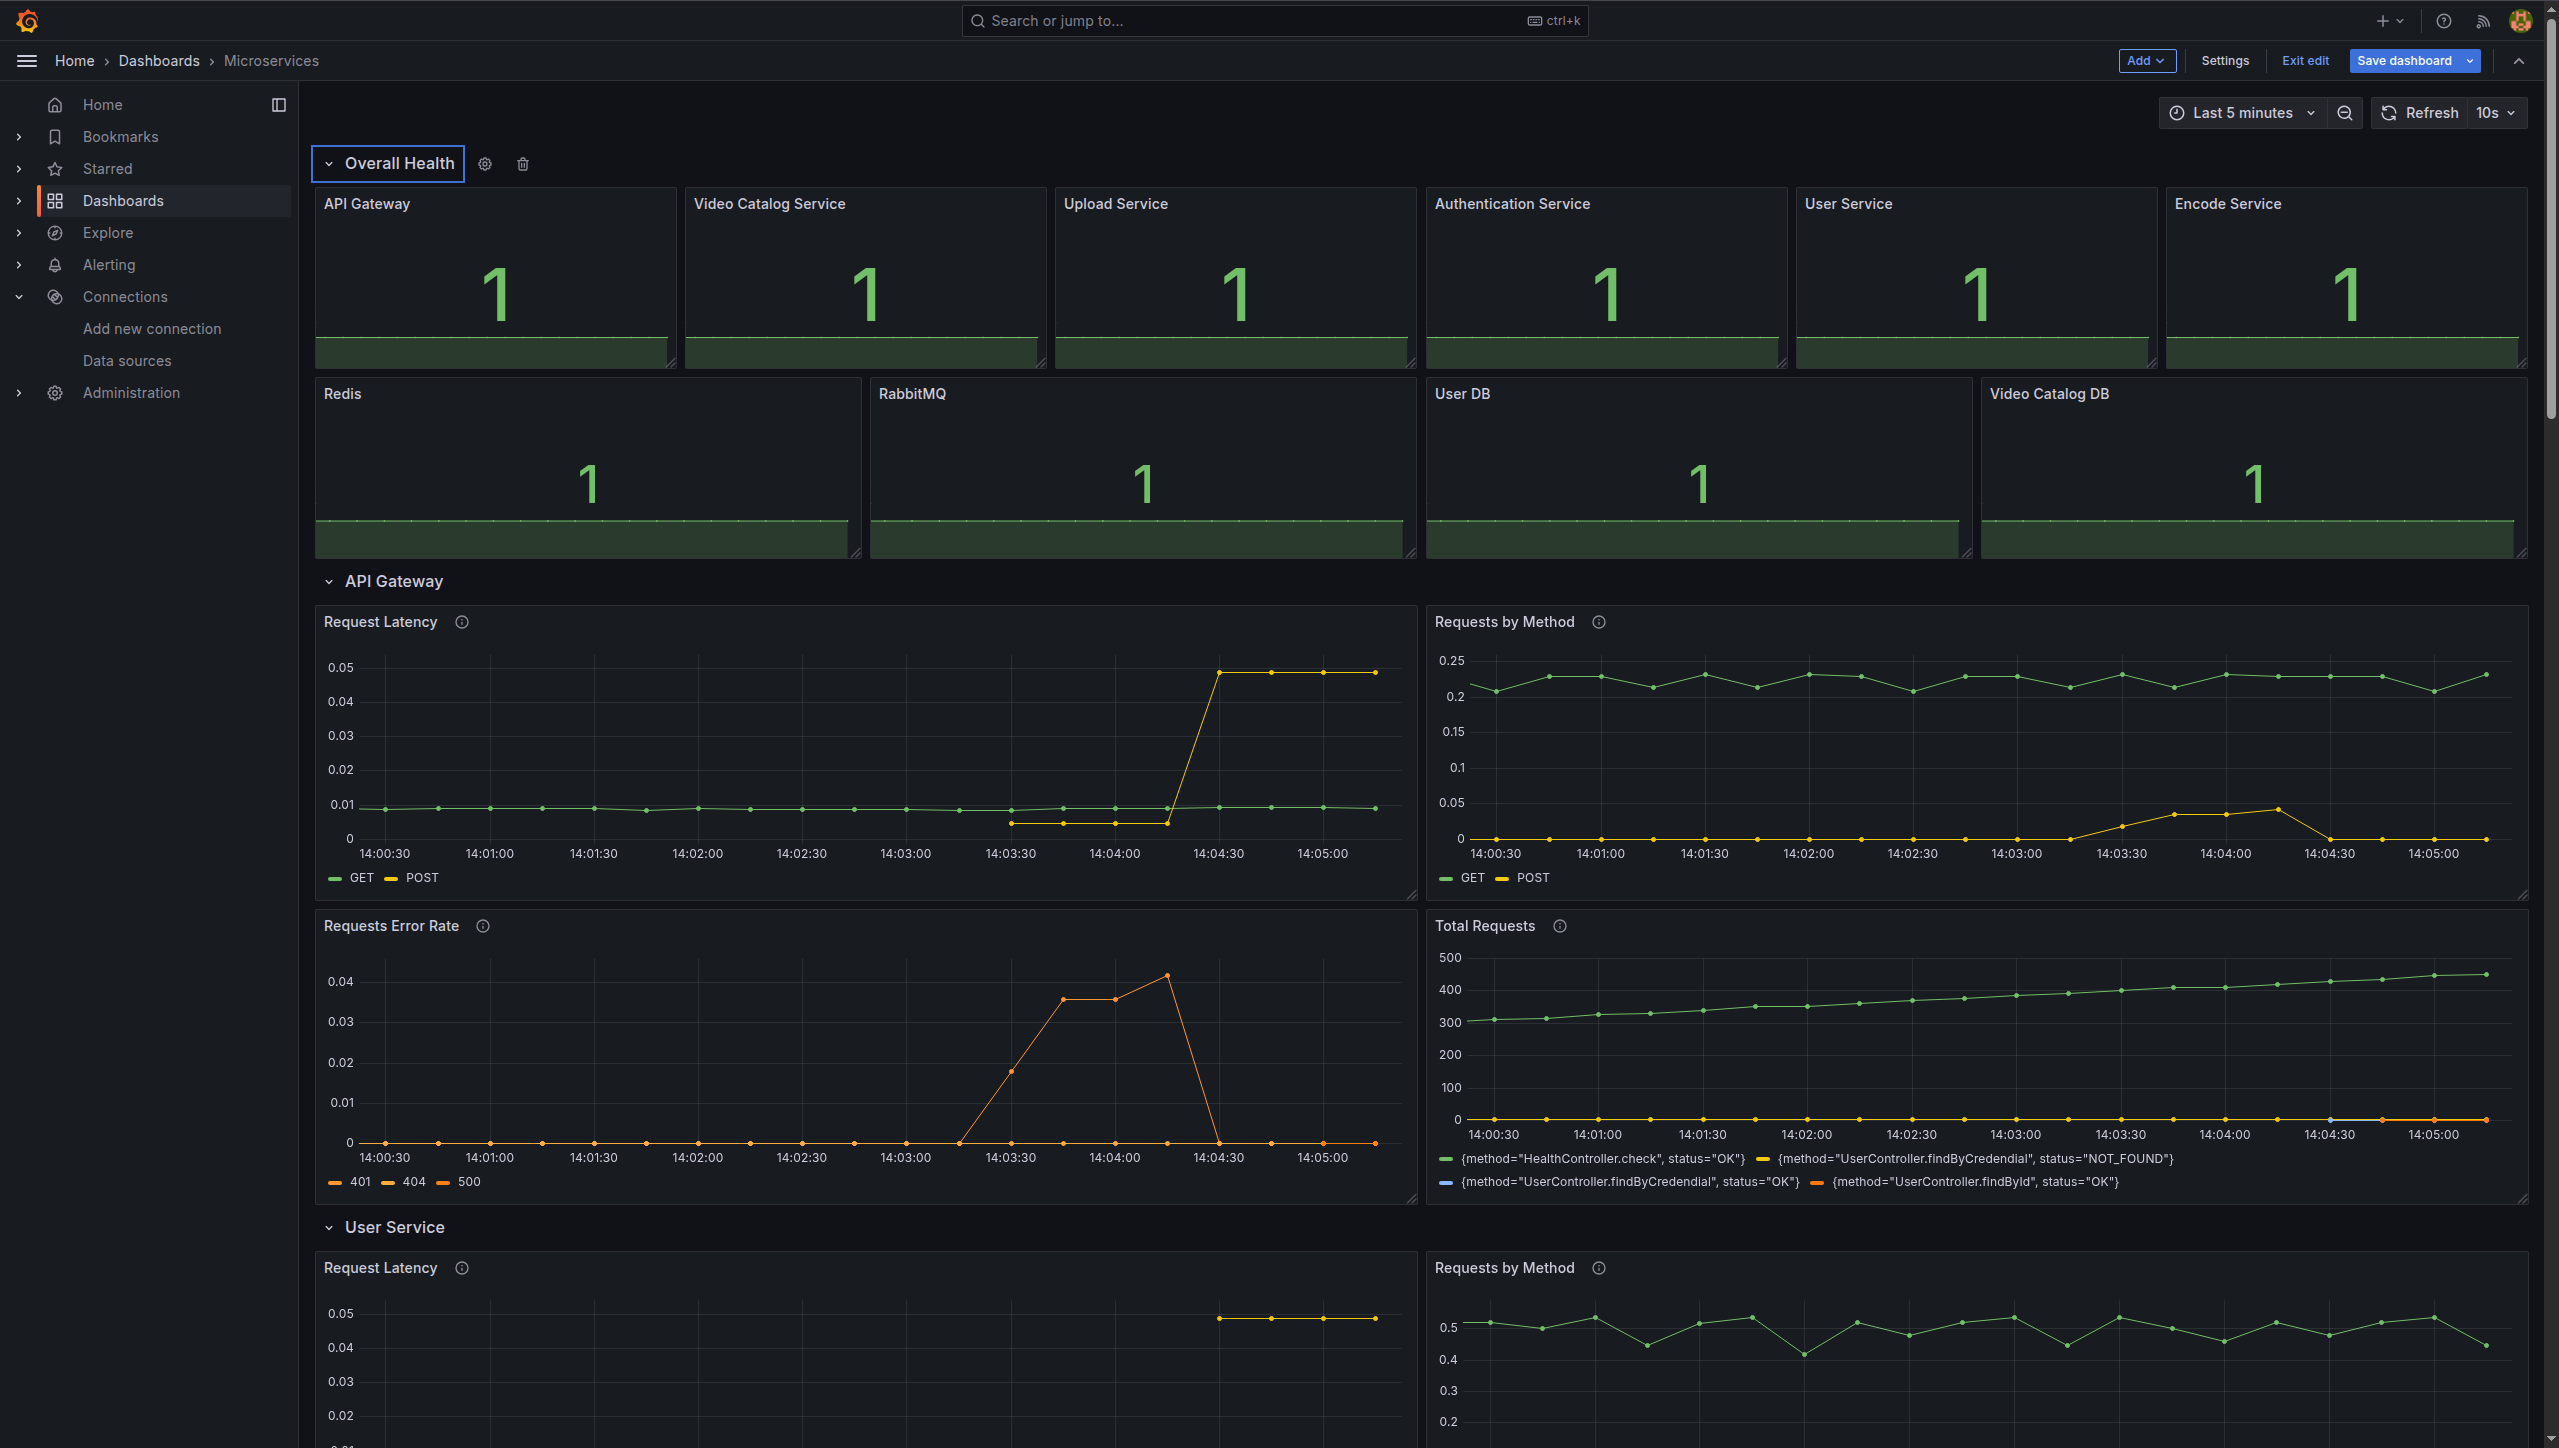 Search or jump to... ctrl+k
Home › Dashboards › Microservices Add Settings Exit edit Save dashboard
Home
Bookmarks
Starred
Dashboards
Explore
Alerting
Connections
Add new connection
Data sources
Administration
Last 5 minutes Refresh 10s
Overall Health
API Gateway Video Catalog Service Upload Service Authentication Service User Service Encode Service
1 1 1 1 1 1
Redis RabbitMQ User DB Video Catalog DB
1 1 1 1
API Gateway
Request Latency
0.05
0.04
0.03
0.02
0.01
0
14:00:30 14:01:00 14:01:30 14:02:00 14:02:30 14:03:00 14:03:30 14:04:00 14:04:30 14:05:00
GET POST
Requests by Method
0.25
0.2
0.15
0.1
0.05
0
14:00:30 14:01:00 14:01:30 14:02:00 14:02:30 14:03:00 14:03:30 14:04:00 14:04:30 14:05:00
GET POST
Requests Error Rate
0.04
0.03
0.02
0.01
0
14:00:30 14:01:00 14:01:30 14:02:00 14:02:30 14:03:00 14:03:30 14:04:00 14:04:30 14:05:00
401 404 500
Total Requests
500
400
300
200
100
0
14:00:30 14:01:00 14:01:30 14:02:00 14:02:30 14:03:00 14:03:30 14:04:00 14:04:30 14:05:00
{method="HealthController.check", status="OK"} {method="UserController.findByCredendial", status="NOT_FOUND"}
{method="UserController.findByCredendial", status="OK"} {method="UserController.findById", status="OK"}
User Service
Request Latency
0.05
0.04
0.03
0.02
Requests by Method
0.5
0.4
0.3
0.2